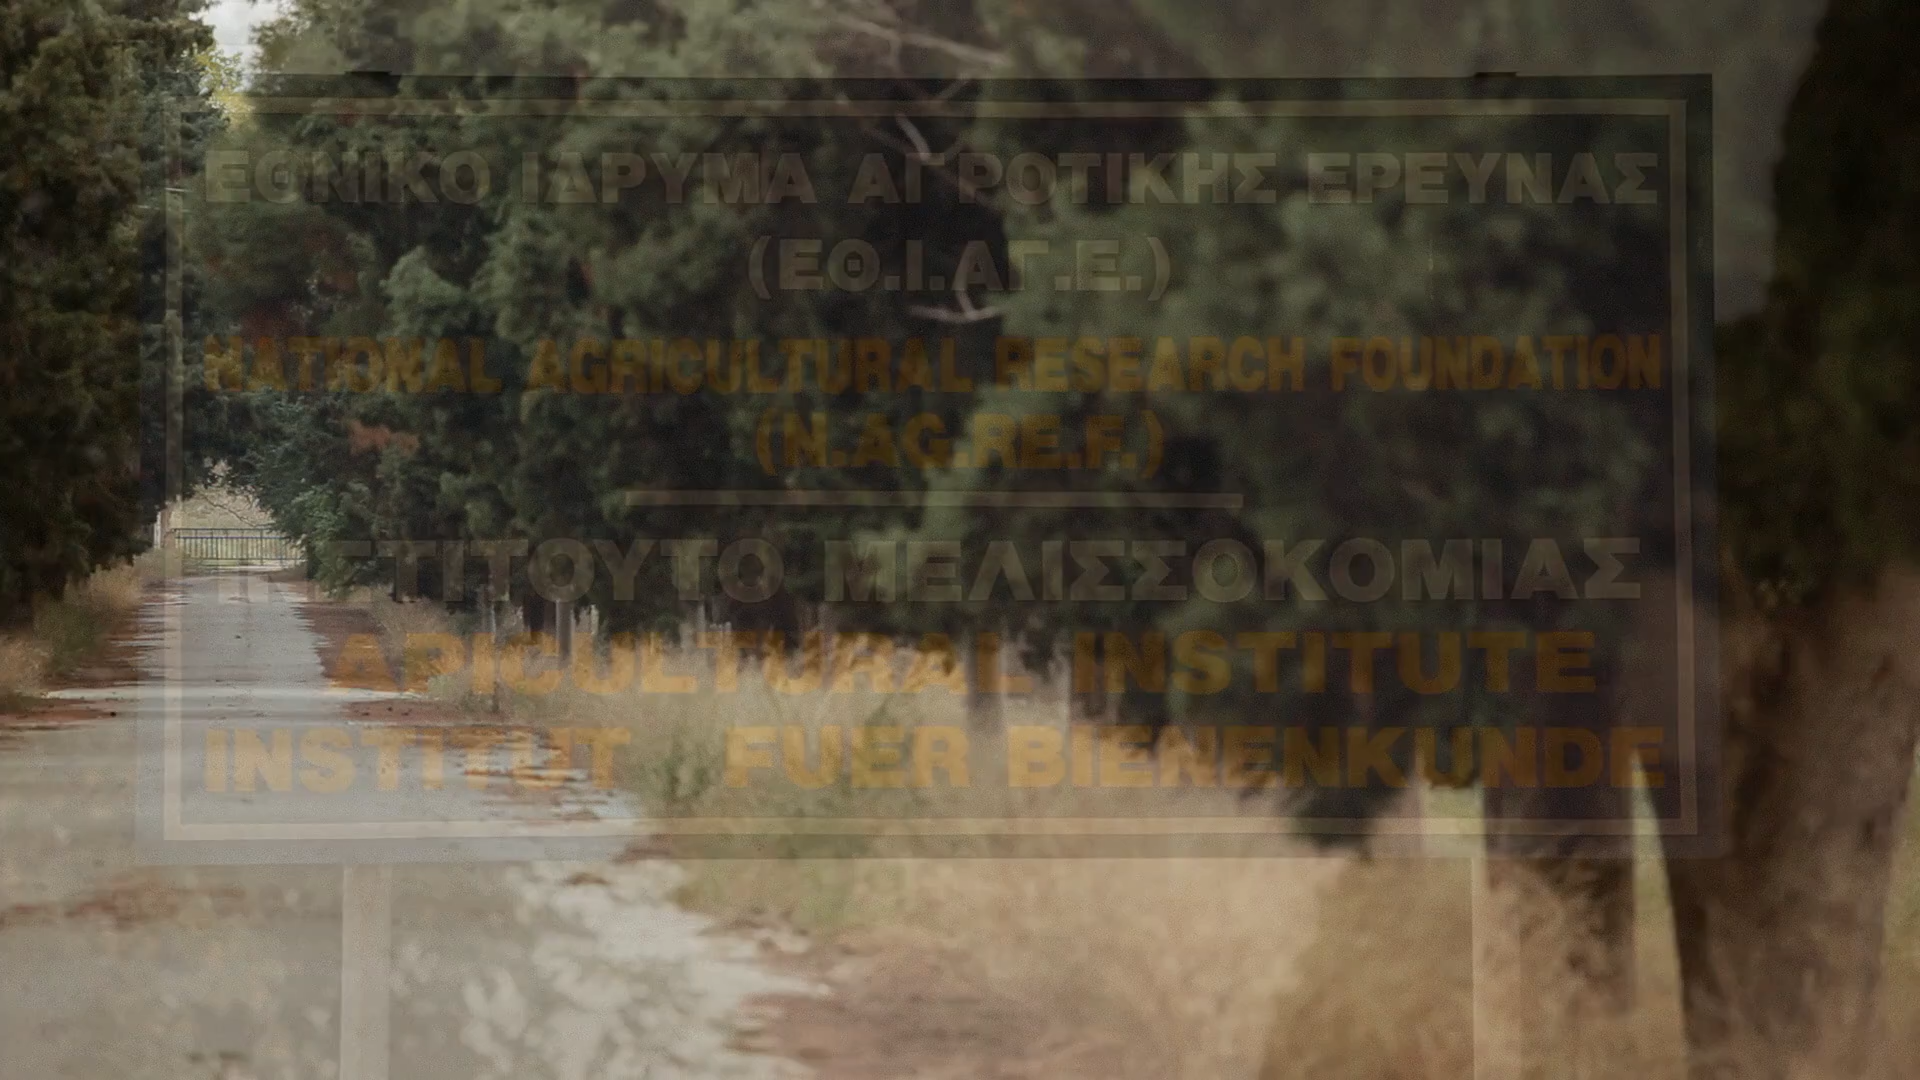 ΕΘΝΙΚΟ ΙΔΡΥΜΑ ΑΓΡΟΤΙΚΗΣ ΕΡΕΥΝΑΣ
(ΕΘ.Ι.ΑΓ.Ε.)
NATIONAL AGRICULTURAL RESEARCH FOUNDATION
(N.AG.RE.F.)
ΙΝΣΤΙΤΟΥΤΟ ΜΕΛΙΣΣΟΚΟΜΙΑΣ
APICULTURAL INSTITUTE
INSTITUT FUER BIENENKUNDE